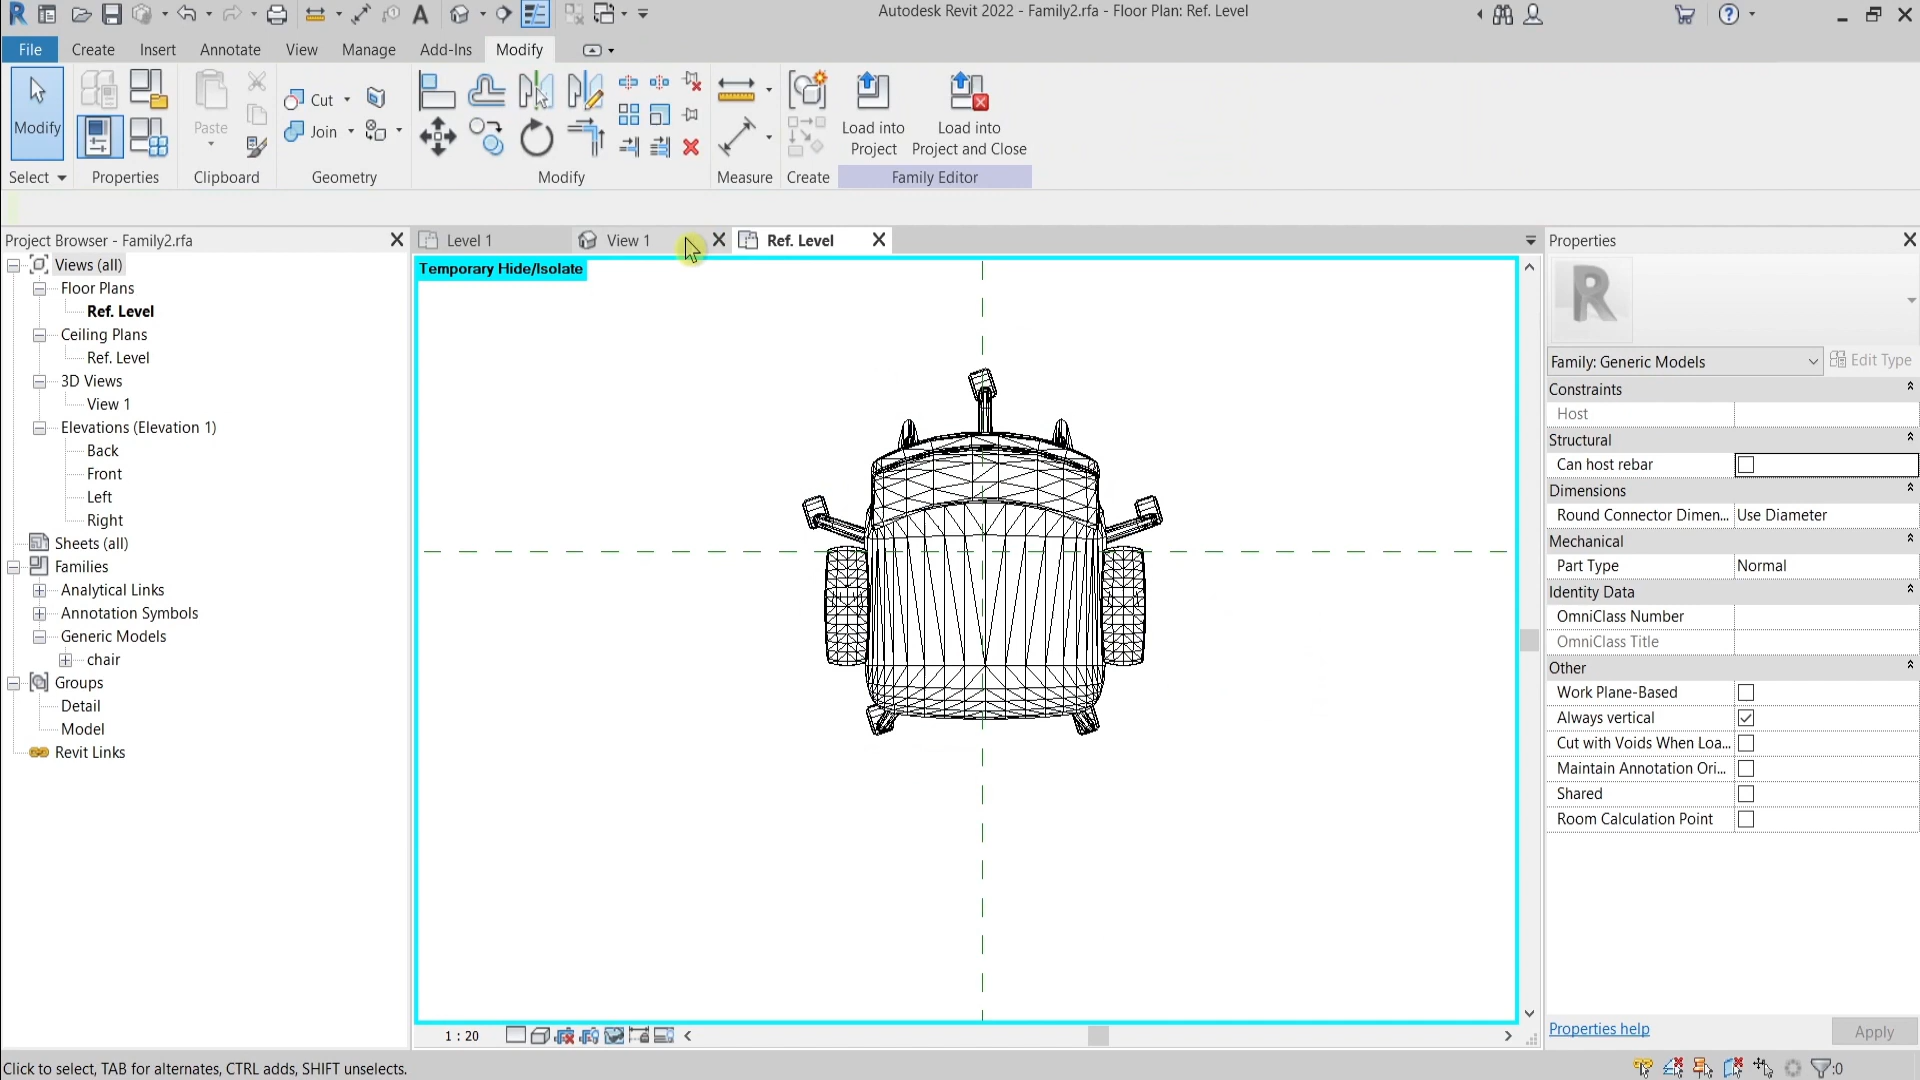 Autodesk Revit 2022 - Family2.rfa - Floor Plan: Ref. Level
File
Create
Insert
Annotate
View
Manage
Add-Ins
Modify
Modify
Paste
Cut
Join
Load into
Project
Load into
Project and Close
Select
Properties
Clipboard
Geometry
Modify
Measure
Create
Family Editor
Project Browser - Family2.rfa
Views (all)
Floor Plans
Ref. Level
Ceiling Plans
Ref. Level
3D Views
View 1
Elevations (Elevation 1)
Back
Front
Left
Right
Sheets (all)
Families
Analytical Links
Annotation Symbols
Generic Models
chair
Groups
Detail
Model
Revit Links
Level 1
View 1
Ref. Level
Temporary Hide/Isolate
1 : 20
Properties
R
Family: Generic Models
Edit Type
Constraints
Host
Structural
Can host rebar
Dimensions
Round Connector Dimen... Use Diameter
Mechanical
Part Type Normal
Identity Data
OmniClass Number
OmniClass Title
Other
Work Plane-Based
Always vertical
Cut with Voids When Loa...
Maintain Annotation Ori...
Shared
Room Calculation Point
Properties help
Apply
Click to select, TAB for alternates, CTRL adds, SHIFT unselects.
:0